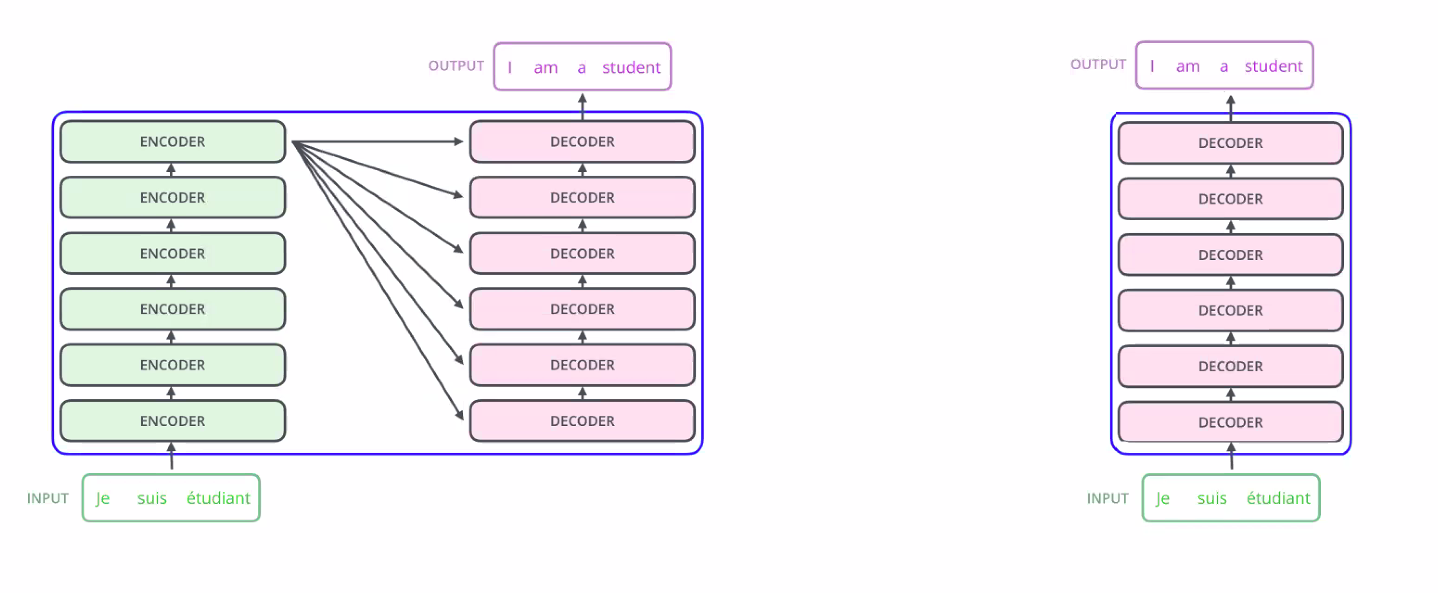 OUTPUT I am a student
ENCODER
ENCODER
ENCODER
ENCODER
ENCODER
ENCODER
DECODER
DECODER
DECODER
DECODER
DECODER
DECODER
INPUT Je suis étudiant
OUTPUT I am a student
DECODER
DECODER
DECODER
DECODER
DECODER
DECODER
INPUT Je suis étudiant